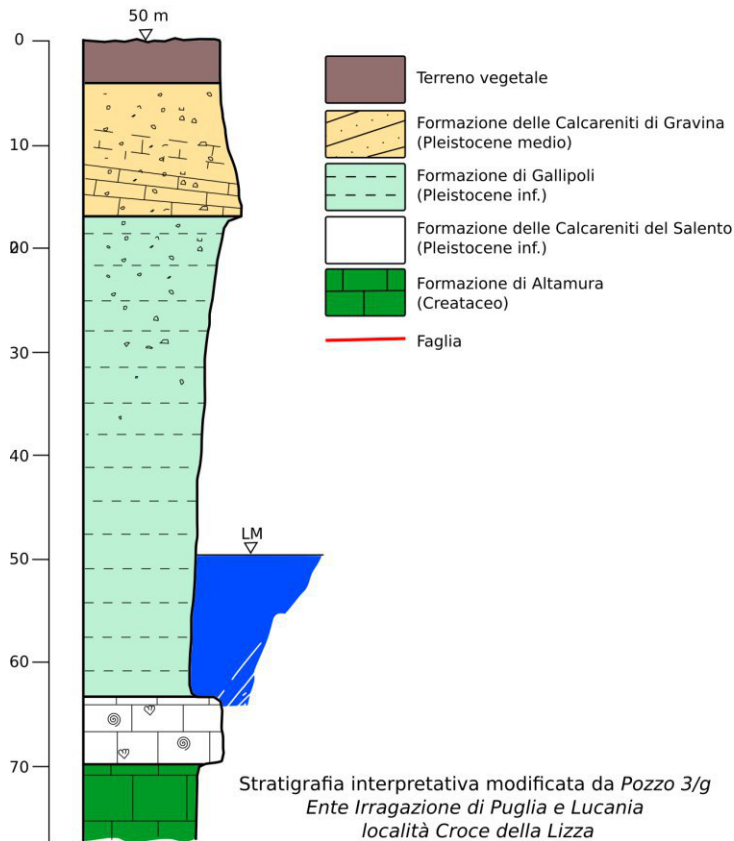 50 m
0
10
20
30
40
50
60
70
LM
Terreno vegetale
Formazione delle Calcareniti di Gravina
(Pleistocene medio)
Formazione di Gallipoli
(Pleistocene inf.)
Formazione delle Calcareniti del Salento
(Pleistocene inf.)
Formazione di Altamura
(Creataceo)
Faglia
Stratigrafia interpretativa modificata da Pozzo 3/g
Ente Irragazione di Puglia e Lucania
località Croce della Lizza